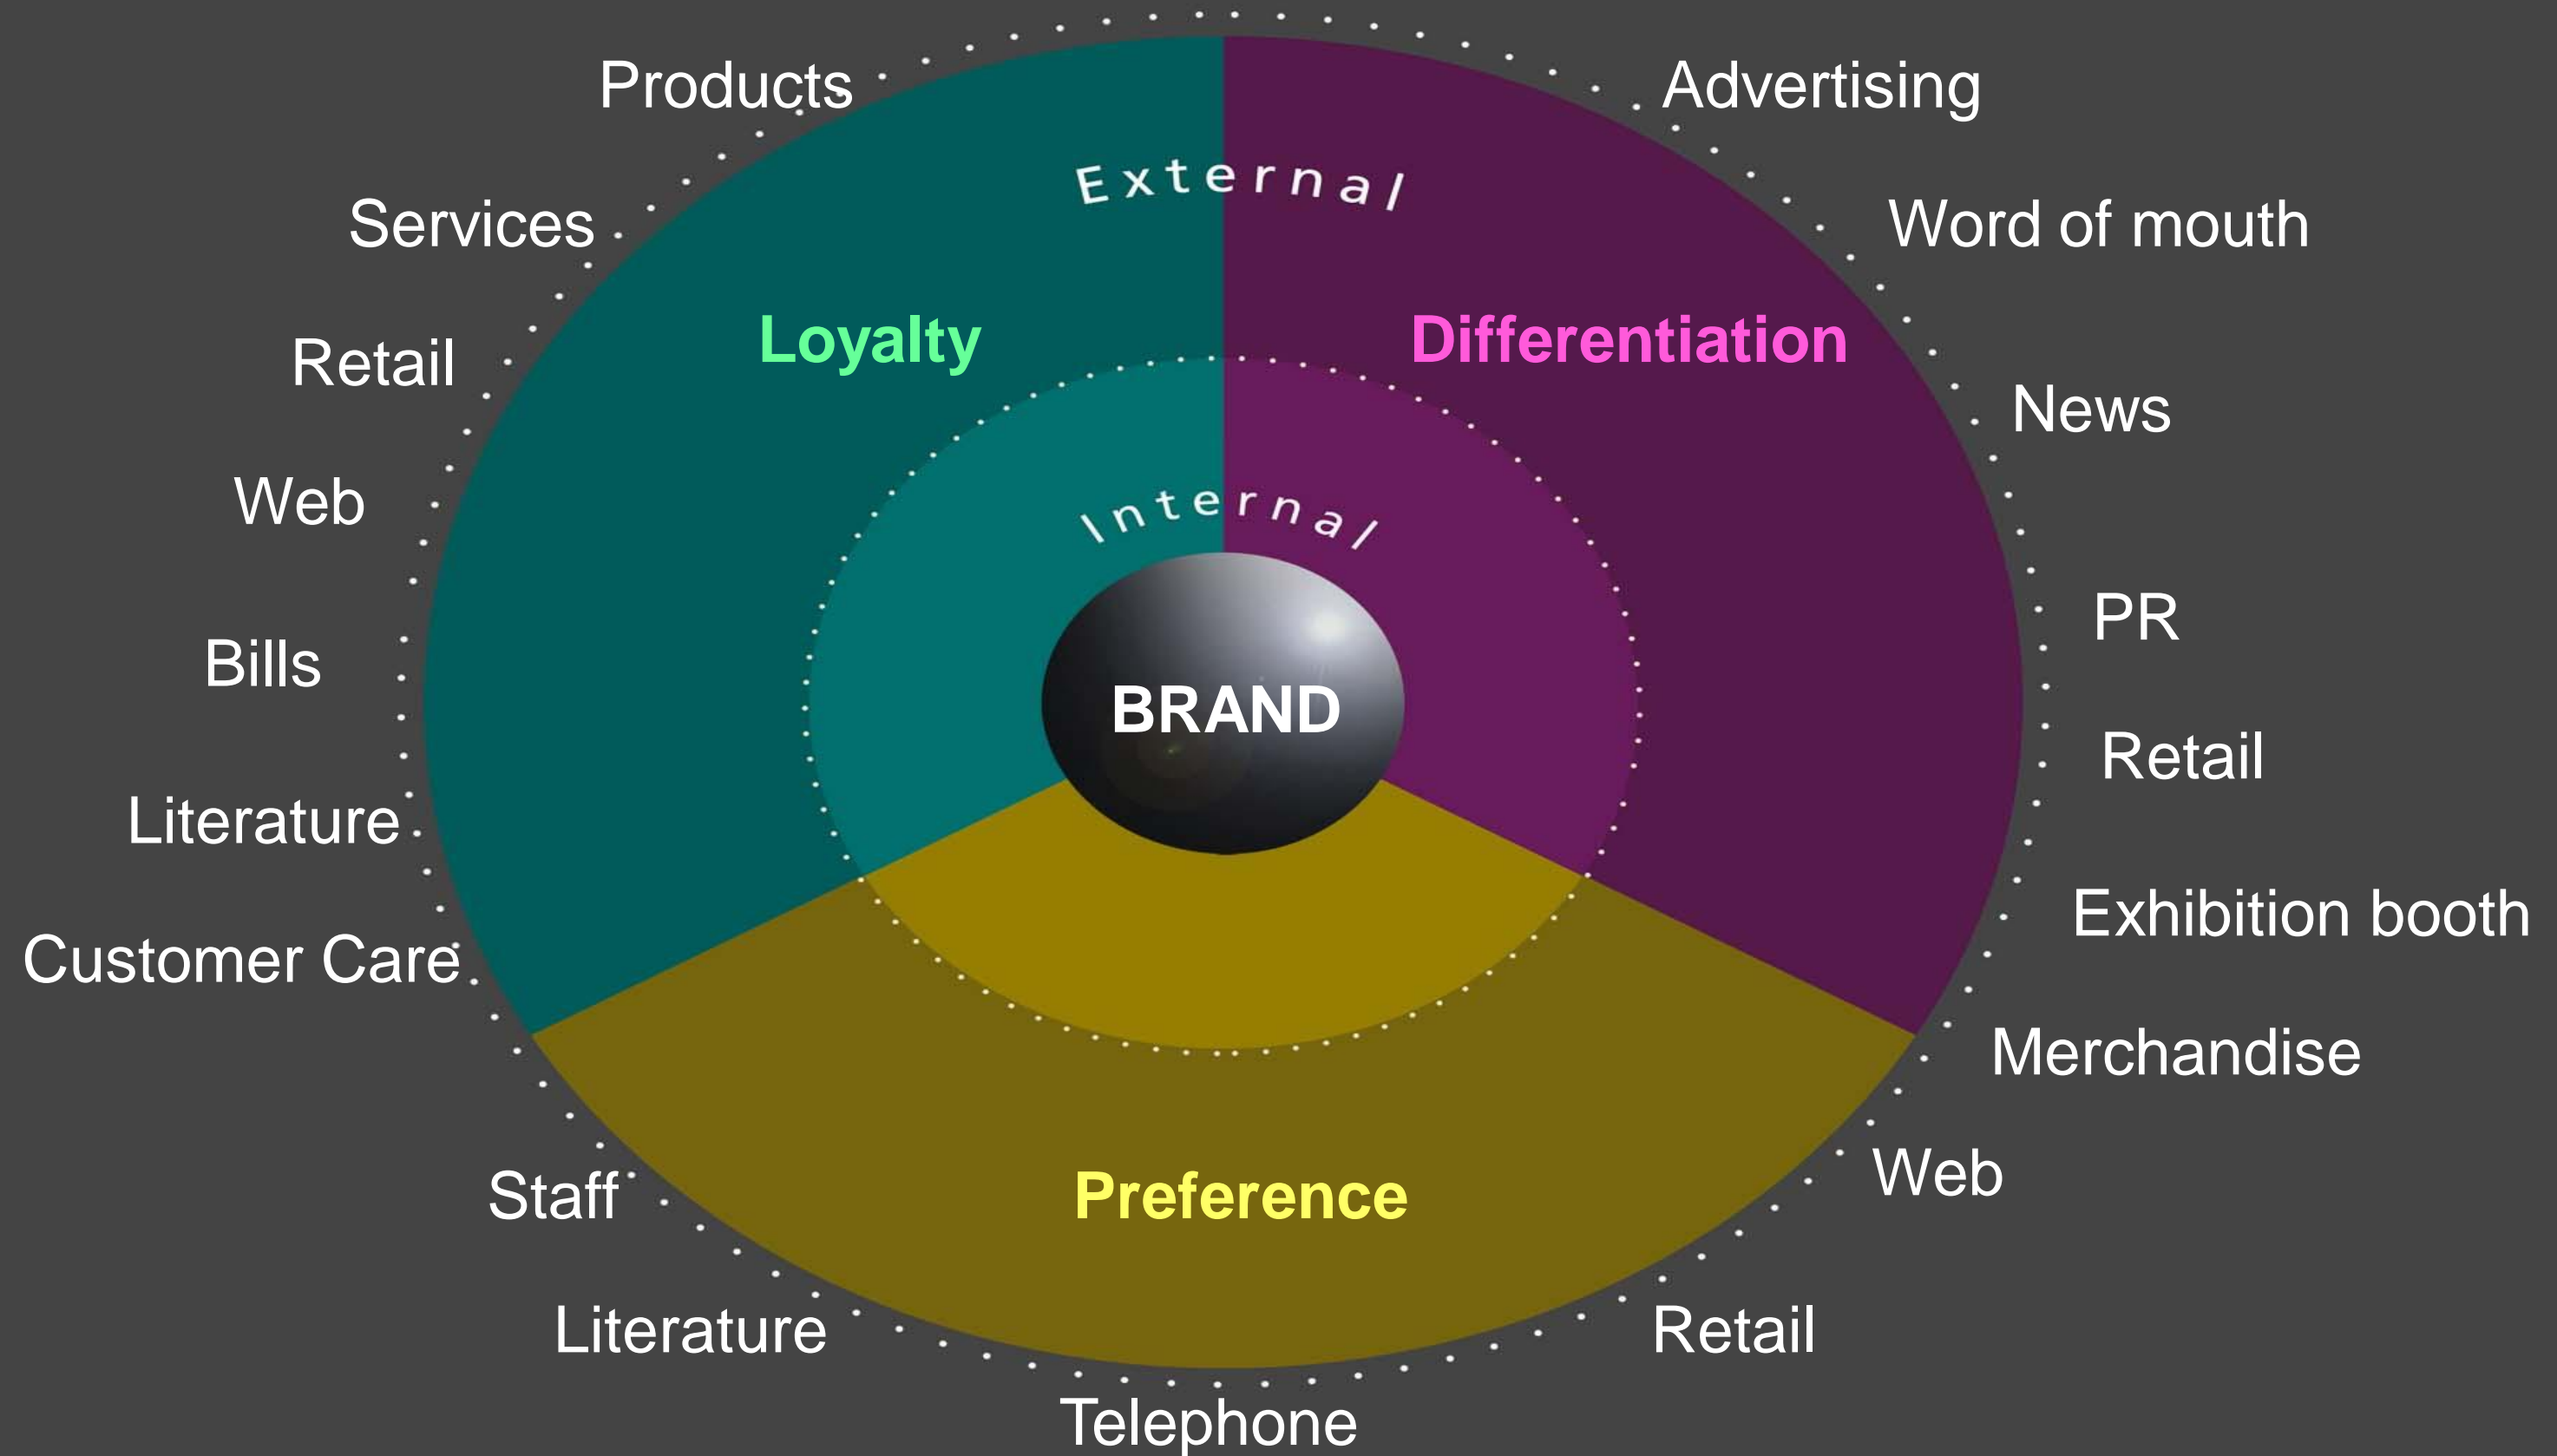 Products
Advertising
External
Services
Word of mouth
Loyalty
Differentiation
Retail
News
Web
Internal
PR
Bills
BRAND
Retail
Literature
Exhibition booth
Customer Care
Merchandise
Web
Staff
Preference
Literature
Retail
Telephone